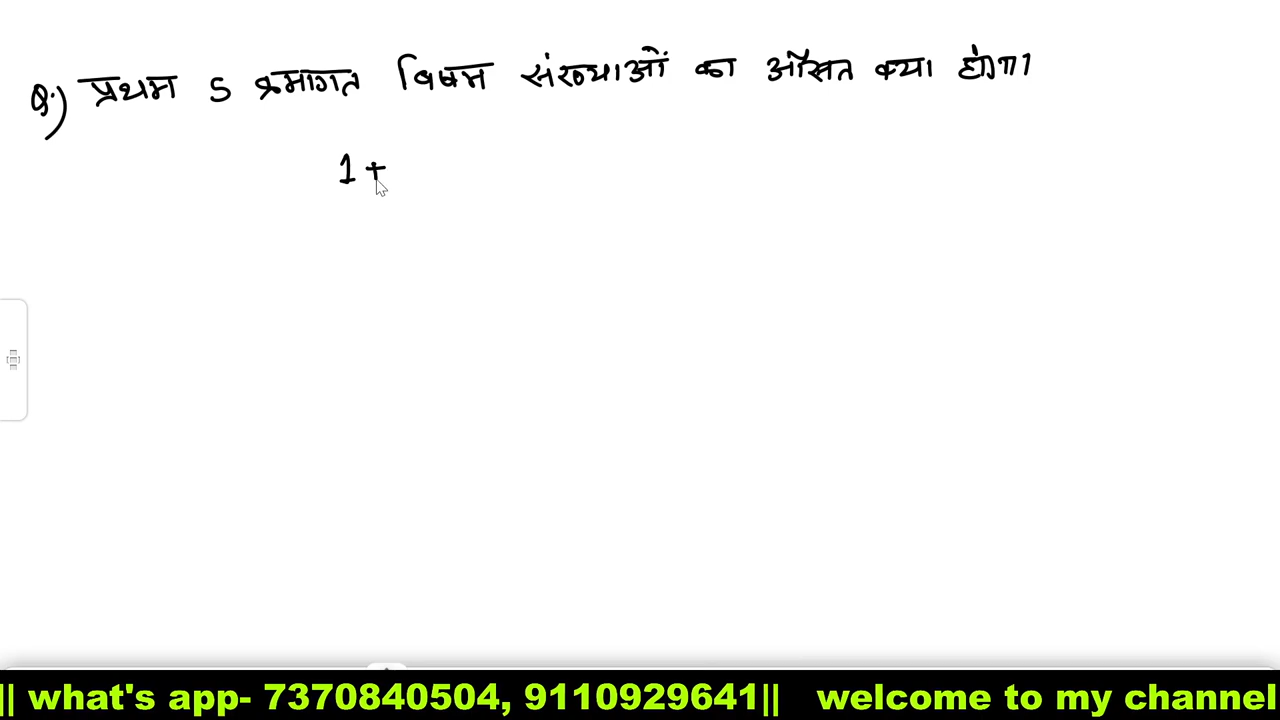 Q.) प्रथम 5 क्रमागत विषम संख्याओं का औसत क्या होगा
1 +
|| what's app- 7370840504, 9110929641|| welcome to my channel